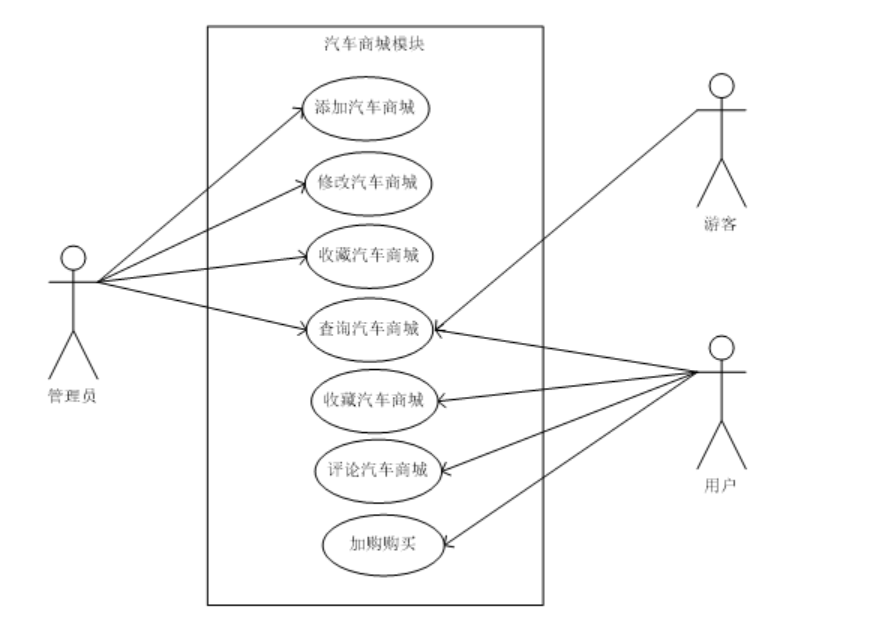 汽车商城模块
添加汽车商城
修改汽车商城
收藏汽车商城
查询汽车商城
收藏汽车商城
评论汽车商城
加购购买
管理员
游客
用户